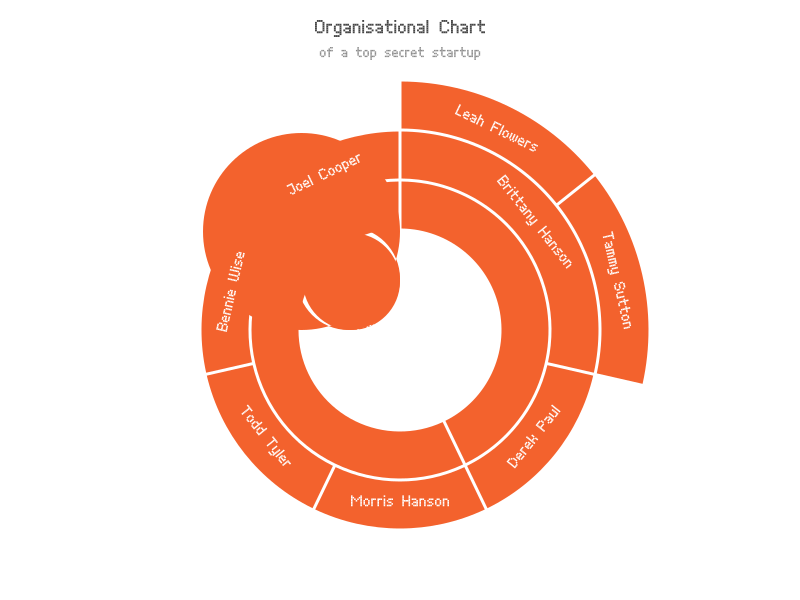 Organisational Chart
of a top secret startup
Leah Flowers
Joel Cooper
Brittany Hanson
Tammy Sutton
Bennie Wise
Todd Tyler
Derek Paul
Morris Hanson